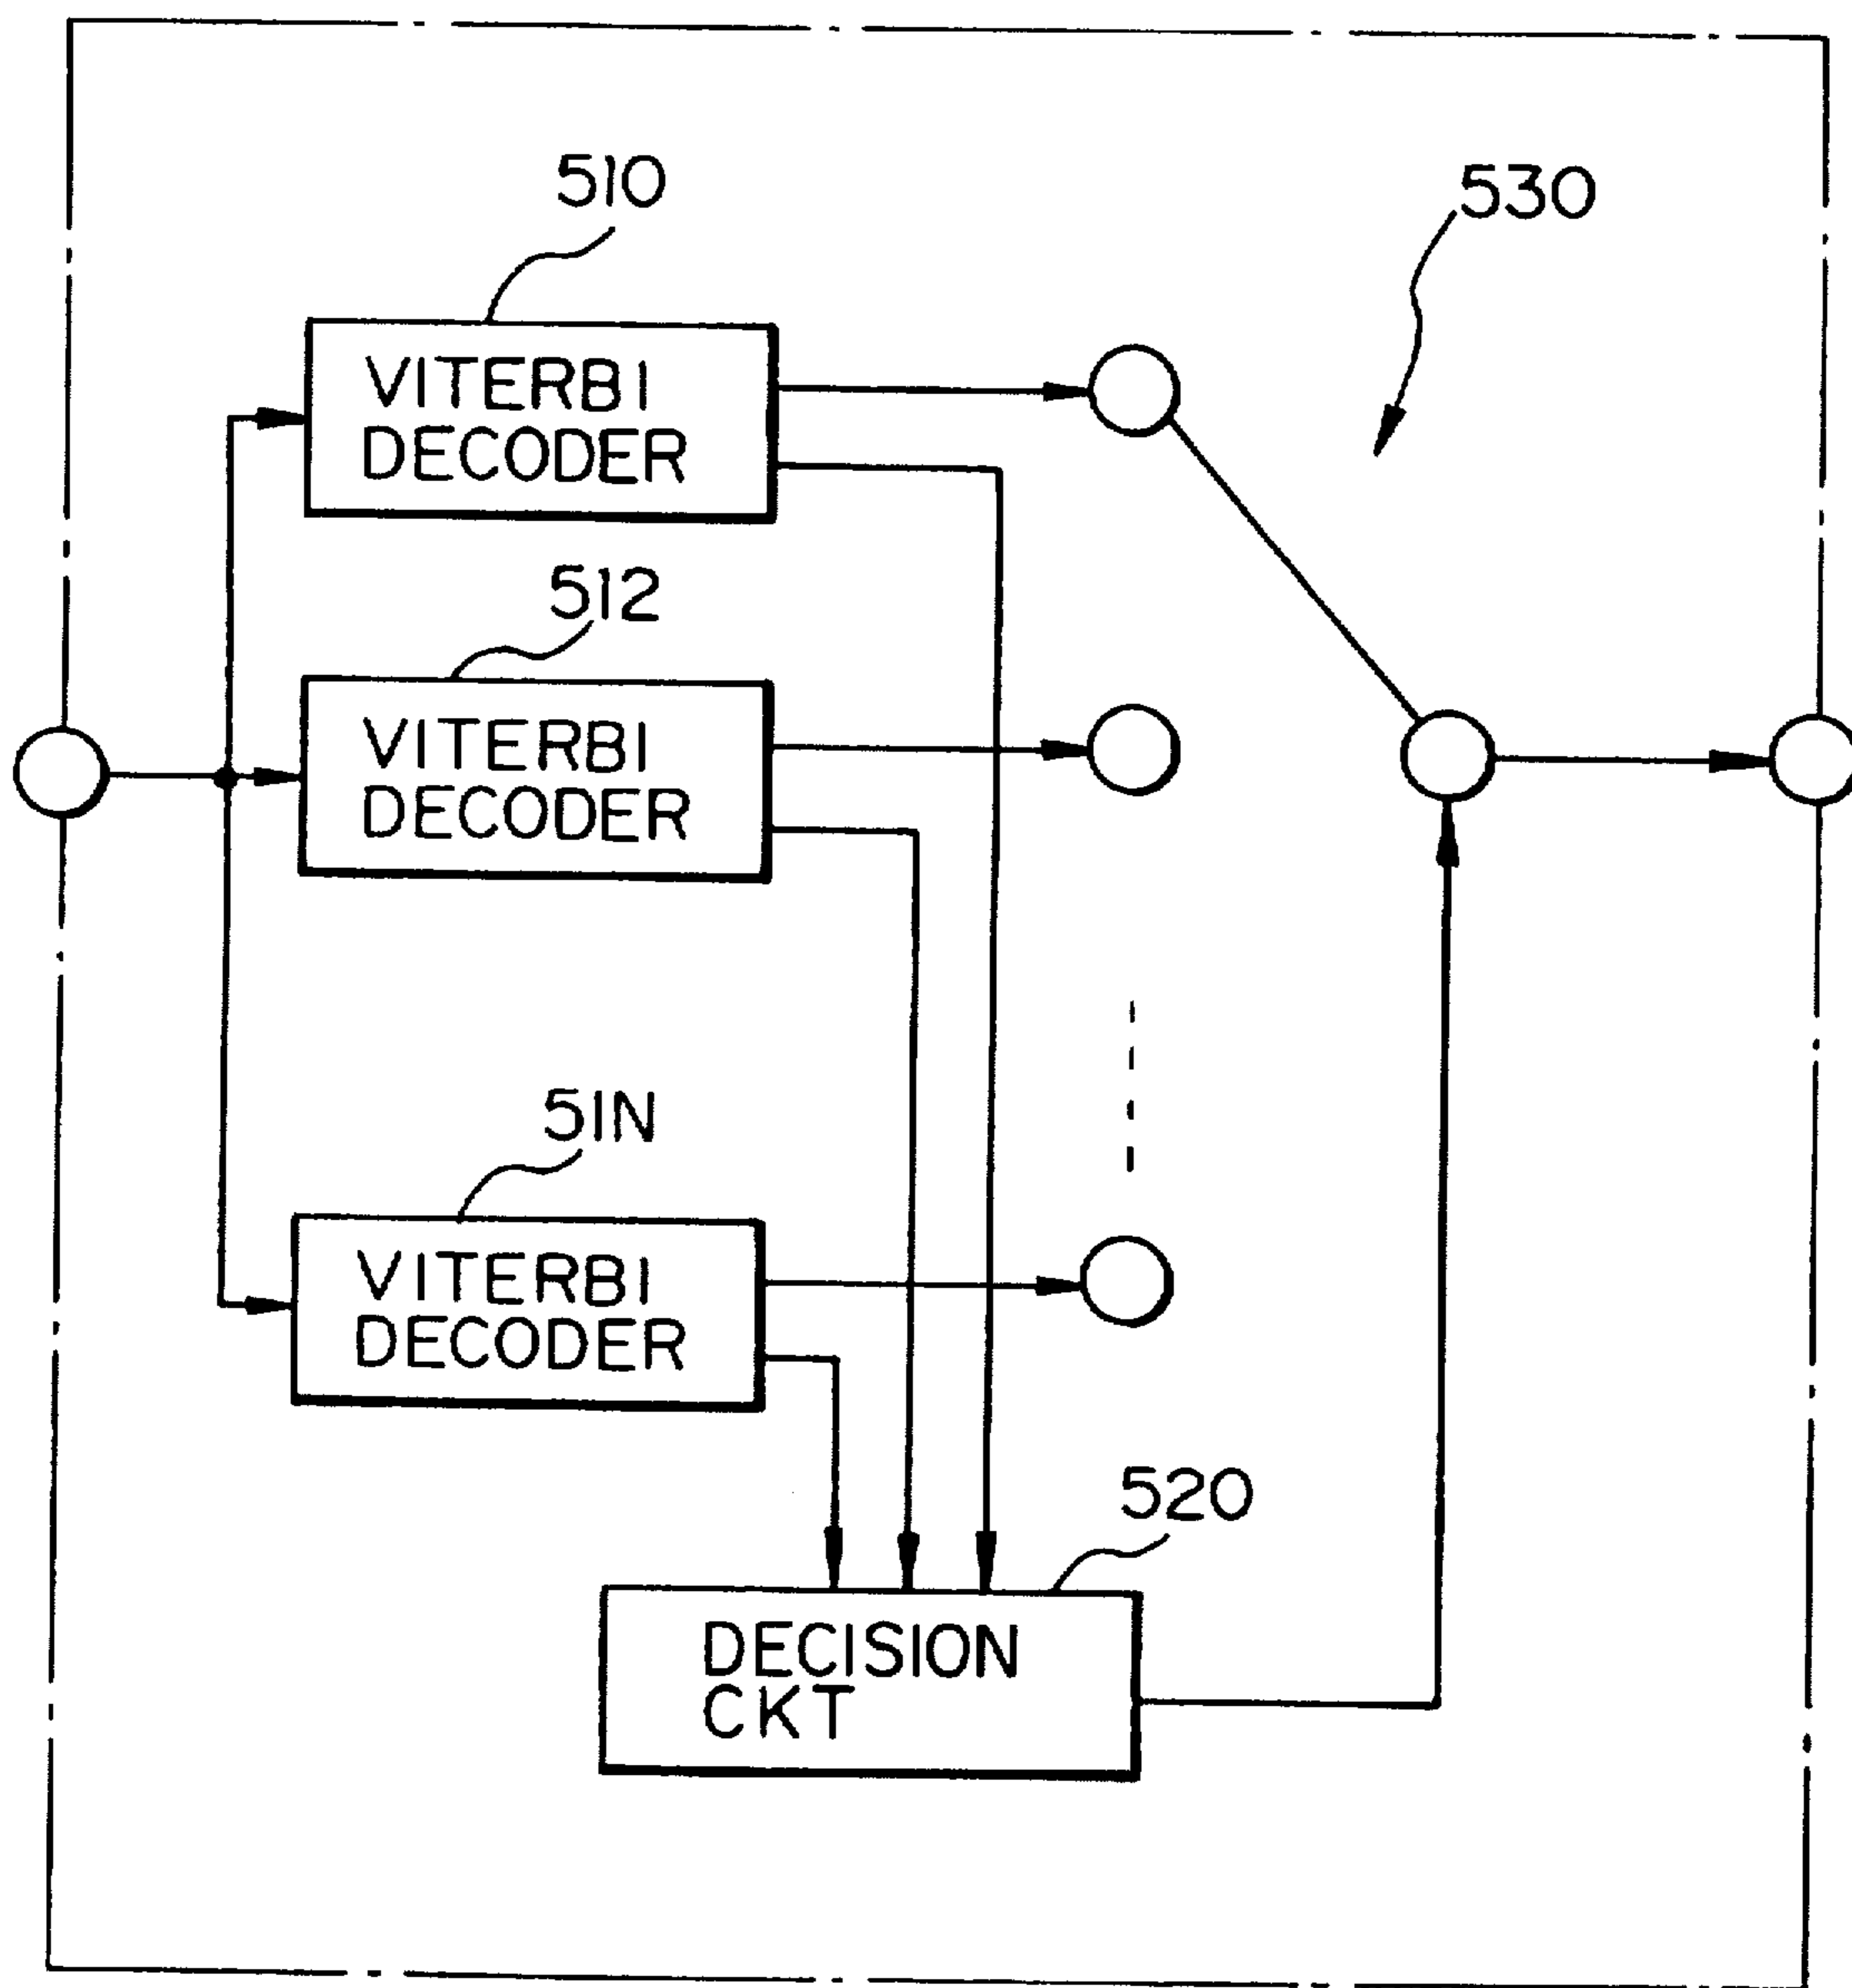 510
530
VITERBI
DECODER
512
VITERBI
DECODER
51N
VITERBI
DECODER
520
DECISION
CKT